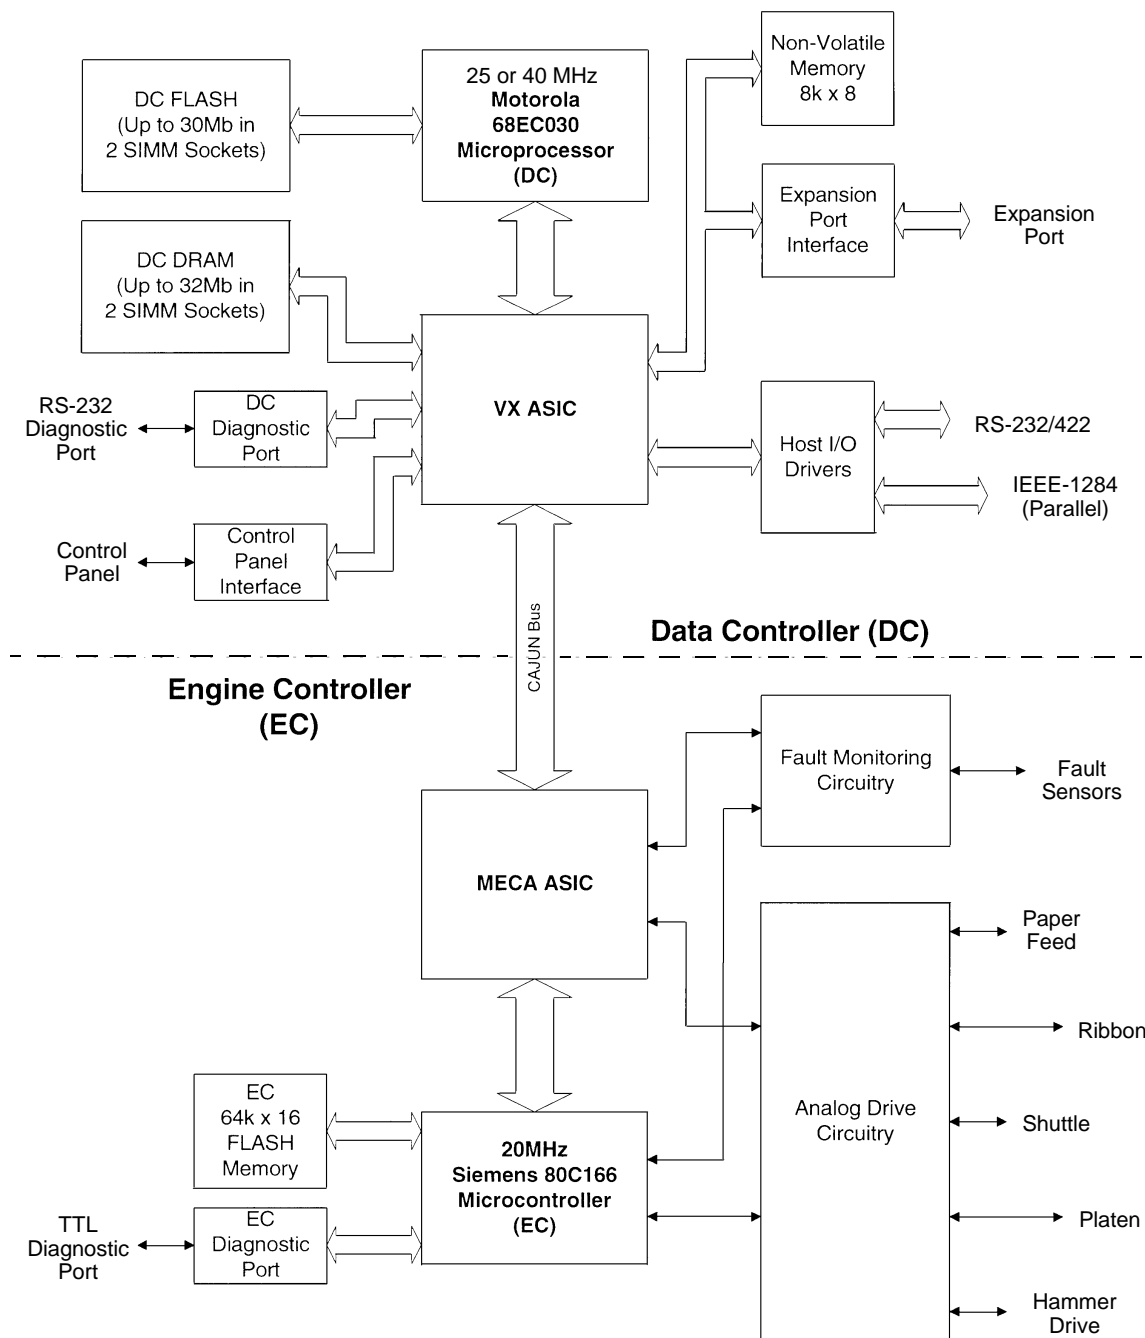 DC FLASH
(Up to 30Mb in
2 SIMM Sockets)
25 or 40 MHz
Motorola
68EC030
Microprocessor
(DC)
Non-Volatile
Memory
8k x 8
Expansion
Port
Interface
Expansion
Port
DC DRAM
(Up to 32Mb in
2 SIMM Sockets)
VX ASIC
RS-232
Diagnostic
Port
DC
Diagnostic
Port
Host I/O
Drivers
RS-232/422
IEEE-1284
(Parallel)
Control
Panel
Control
Panel
Interface
CAJUN Bus
Data Controller (DC)
Engine Controller
(EC)
Fault Monitoring
Circuitry
Fault
Sensors
MECA ASIC
Paper
Feed
Ribbon
Analog Drive
Circuitry
Shuttle
Platen
Hammer
Drive
EC
64k x 16
FLASH
Memory
20MHz
Siemens 80C166
Microcontroller
(EC)
TTL
Diagnostic
Port
EC
Diagnostic
Port